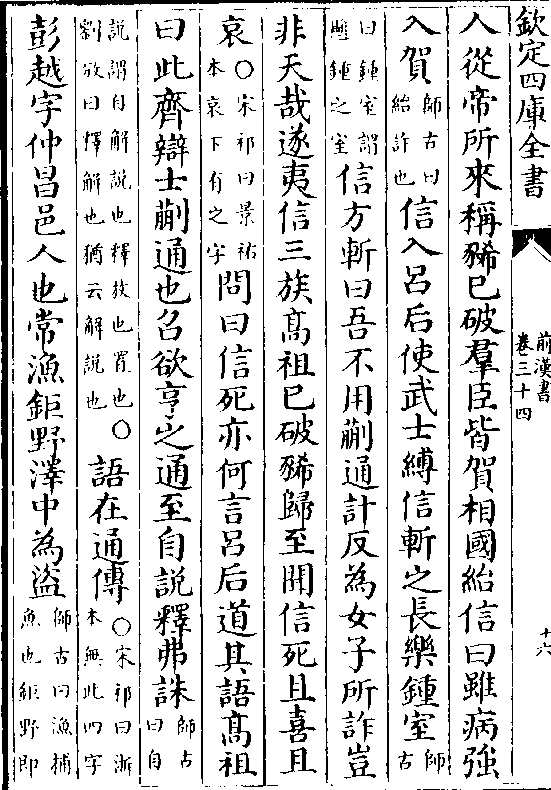 欽定四庫全書
前漢書
卷三十四
十六
人從帝所來稱豨已破羣臣皆賀相國紿信曰雖病強
入賀師古曰紿詐也信入呂后使武士縛信斬之長樂鍾室師古
曰鍾室謂懸鍾之室信方斬曰吾不用蒯通計反為女子所詐豈
非天哉遂夷信三族高祖已破豨歸至聞信死且喜且
哀○宋祁曰景祐本哀下有之字問曰信死亦何言呂后道其語高祖
曰此齊辯士蒯通也召欲亨之通至自說釋弗誅師古曰自
說謂自解說也釋放也置也劉攽曰釋解也猶云解說也○語在通傳○宋祁曰浙本無此四字
彭越字仲昌邑人也常漁鉅野澤中為盜師古曰漁捕魚也鉅野即